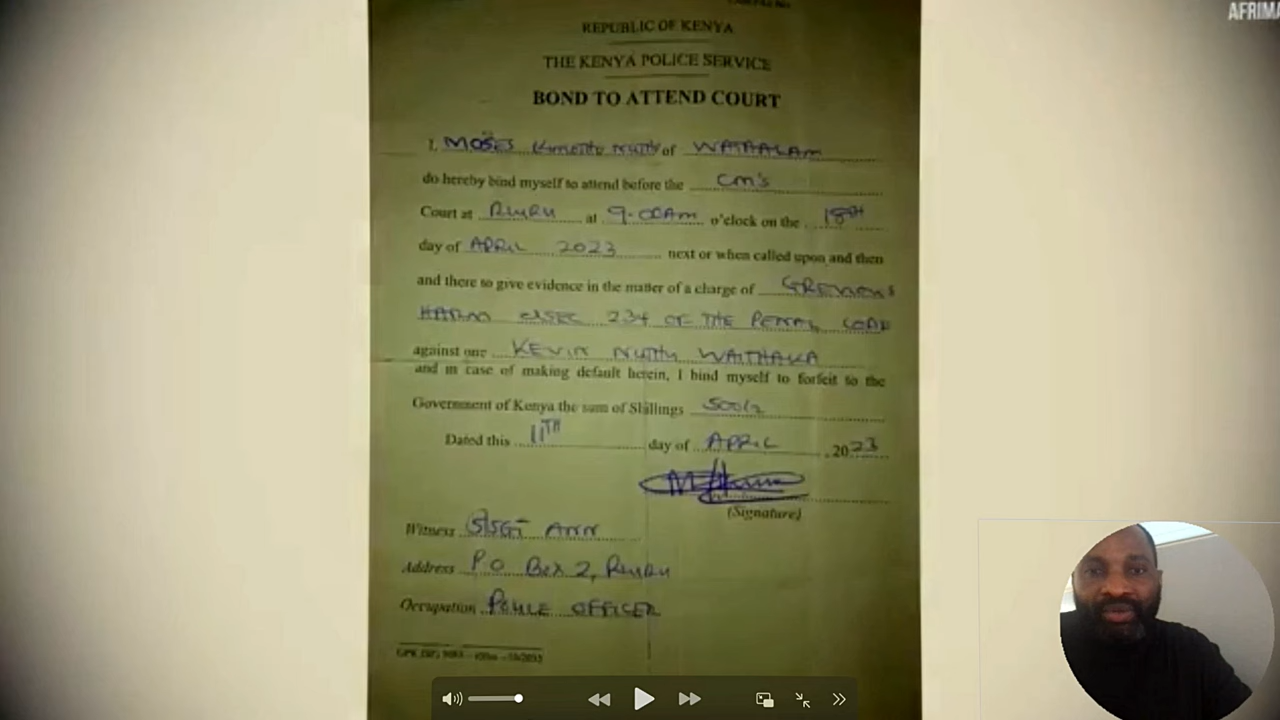 AFRIMA
REPUBLIC OF KENYA
THE KENYA POLICE SERVICE
BOND TO ATTEND COURT
I, MOSES of
do hereby bind myself to attend before the CM's
Court at RUIRU at 9.00AM o'clock on the 18TH
day of APRIL 2023 next or when called upon and then
and there to give evidence in the matter of a charge of
HARM 234 OF THE PENAL CODE
against one KEVIN WAITHAKA
and in case of making default herein, I bind myself to forfeit to the
Government of Kenya the sum of Shillings
Dated this 11TH day of APRIL, 2023
(Signature)
Witness ANN
Address P.O Box 2, RUIRU
Occupation POLICE OFFICER